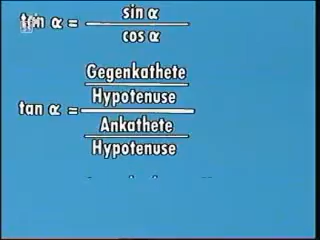 tan α = sin α
cos α
Gegenkathete
Hypotenuse
tan α =
Ankathete
Hypotenuse